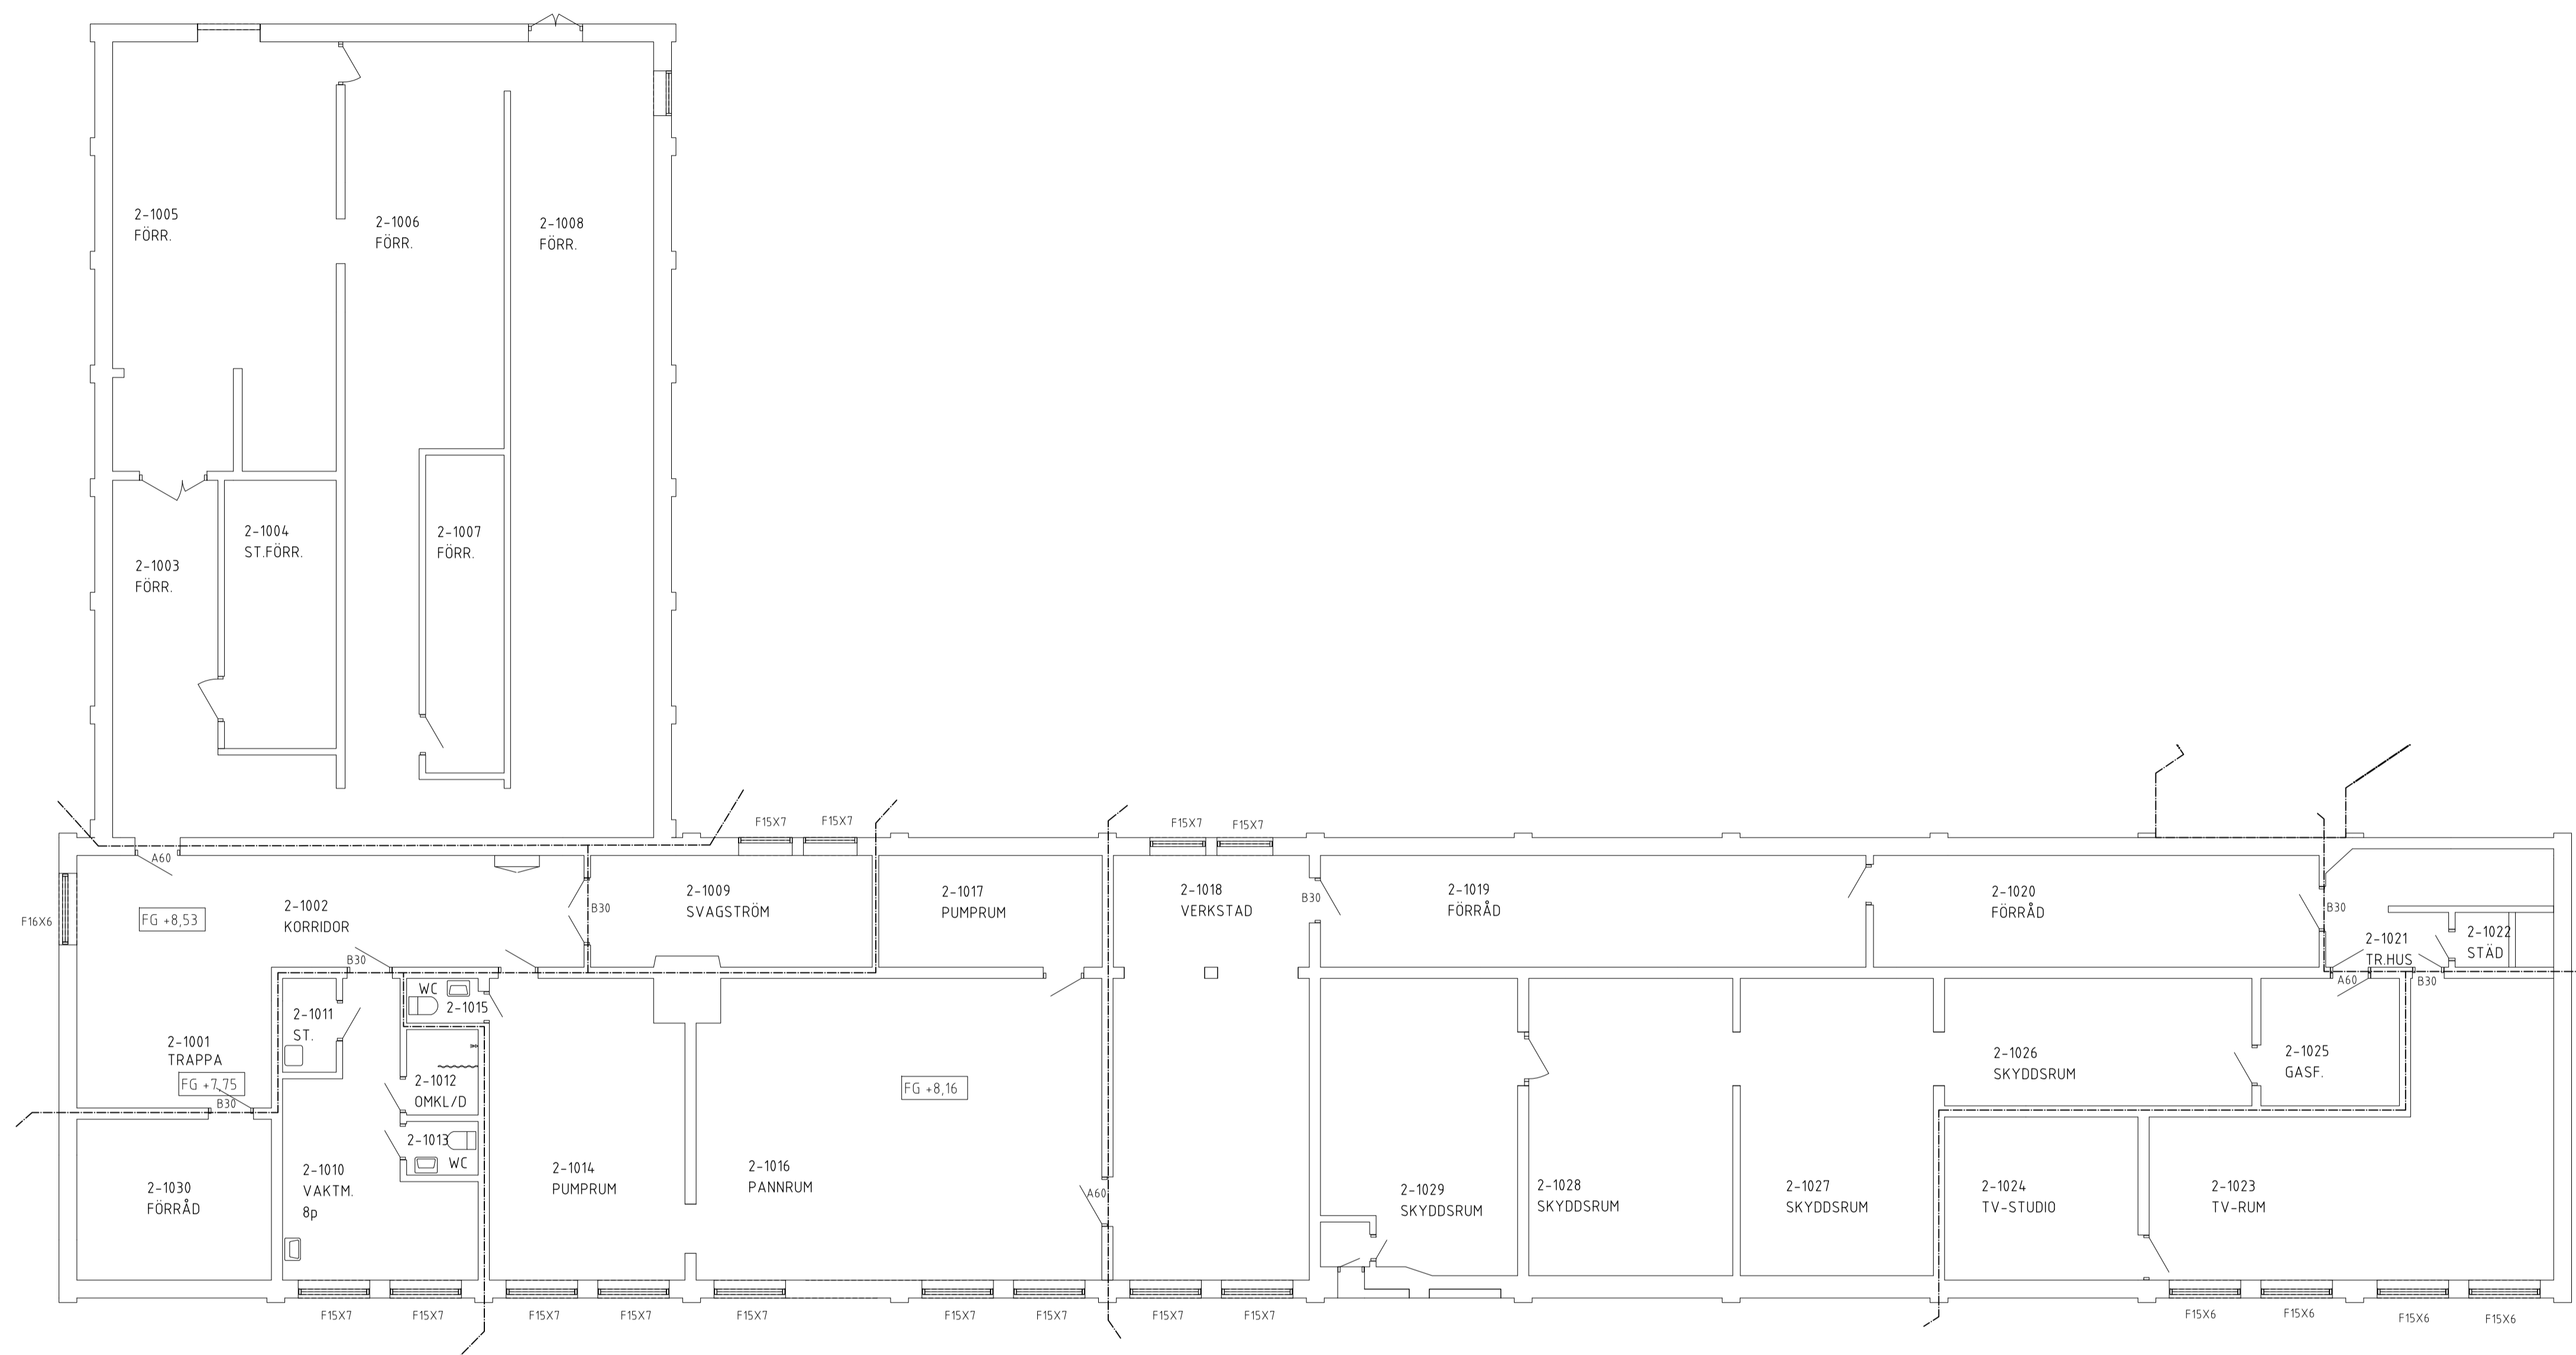 2-1005
FÖRR.
2-1006
FÖRR.
2-1008
FÖRR.
2-1004
ST.FÖRR.
2-1007
FÖRR.
2-1003
FÖRR.
F15X7
F15X7
F15X7
F15X7
A60
F16X6
FG +8,53
2-1002
KORRIDOR
B30
B30
2-1009
SVAGSTRÖM
2-1017
PUMPRUM
2-1018
VERKSTAD
B30
2-1019
FÖRRÅD
2-1020
FÖRRÅD
B30
2-1021
TR.HUS
2-1022
STÄD
A60
B30
WC
2-1015
2-1011
ST.
2-1001
TRAPPA
FG +7,75
B30
2-1012
OMKL/D
2-1013
WC
FG +8,16
2-1026
SKYDDSRUM
2-1025
GASF.
2-1030
FÖRRÅD
2-1010
VAKTM.
8p
2-1014
PUMPRUM
2-1016
PANNRUM
A60
2-1029
SKYDDSRUM
2-1028
SKYDDSRUM
2-1027
SKYDDSRUM
2-1024
TV-STUDIO
2-1023
TV-RUM
F15X7
F15X7
F15X7
F15X7
F15X7
F15X7
F15X7
F15X7
F15X7
F15X6
F15X6
F15X6
F15X6